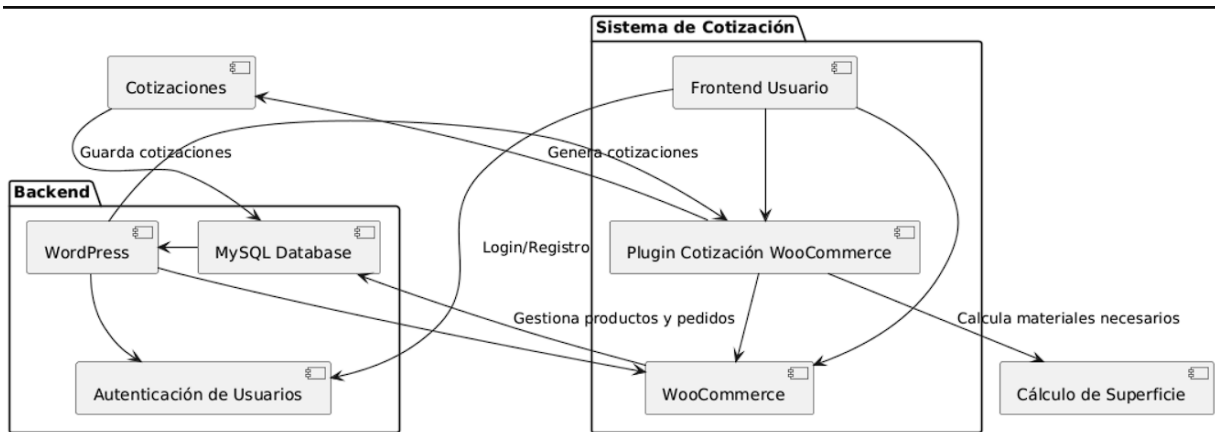 Sistema de Cotización
Cotizaciones
Frontend Usuario
Guarda cotizaciones
Genera cotizaciones
Backend
WordPress
MySQL Database
Login/Registro
Plugin Cotización WooCommerce
Gestiona productos y pedidos
Calcula materiales necesarios
Autenticación de Usuarios
WooCommerce
Cálculo de Superficie